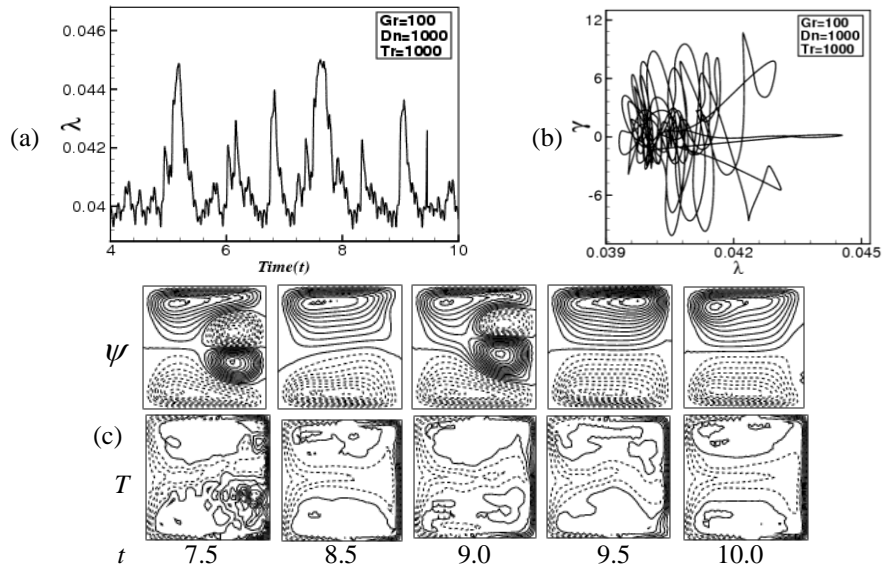 (a)
λ
0.046
0.044
0.042
0.04
Gr=100
Dn=1000
Tr=1000
4 6 8 10
Time(t)
(b)
γ
12
6
0
-6
Gr=100
Dn=1000
Tr=1000
0.039 0.042 0.045
λ
ψ
(c)
T
t 7.5 8.5 9.0 9.5 10.0